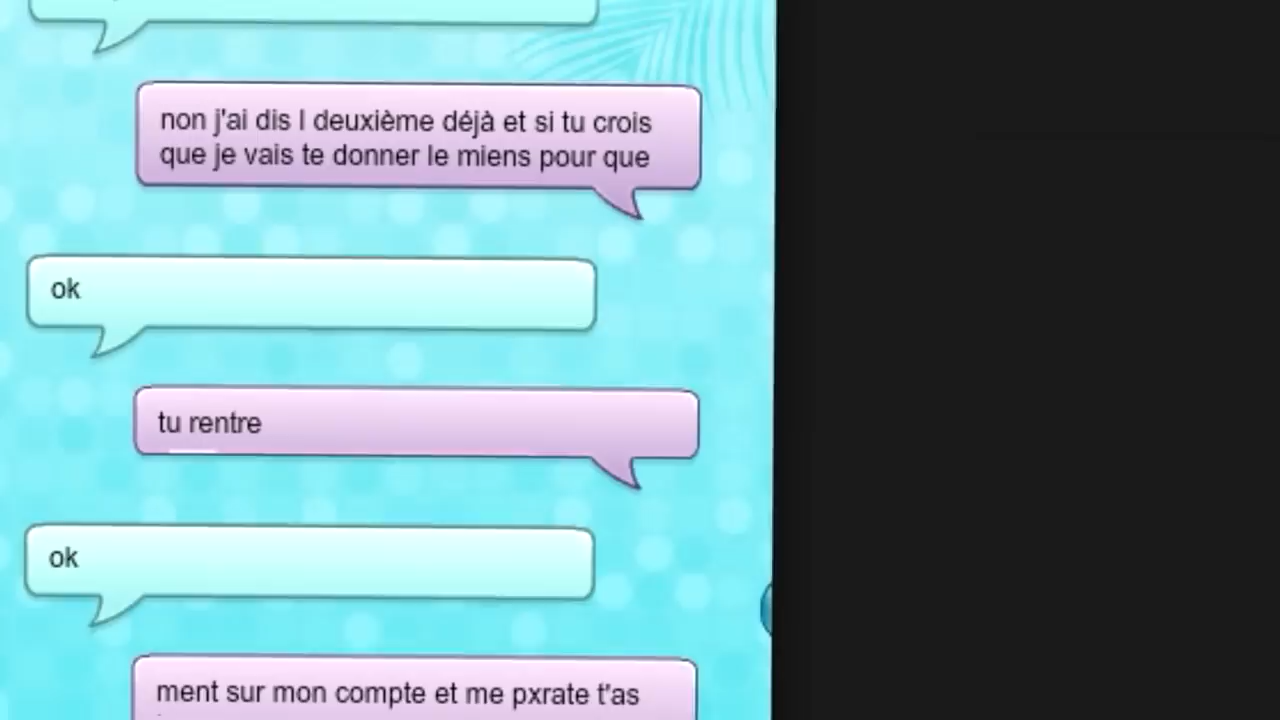 non j'ai dis l deuxième déjà et si tu crois
que je vais te donner le miens pour que
ok
tu rentre
ok
ment sur mon compte et me pxrate t'as